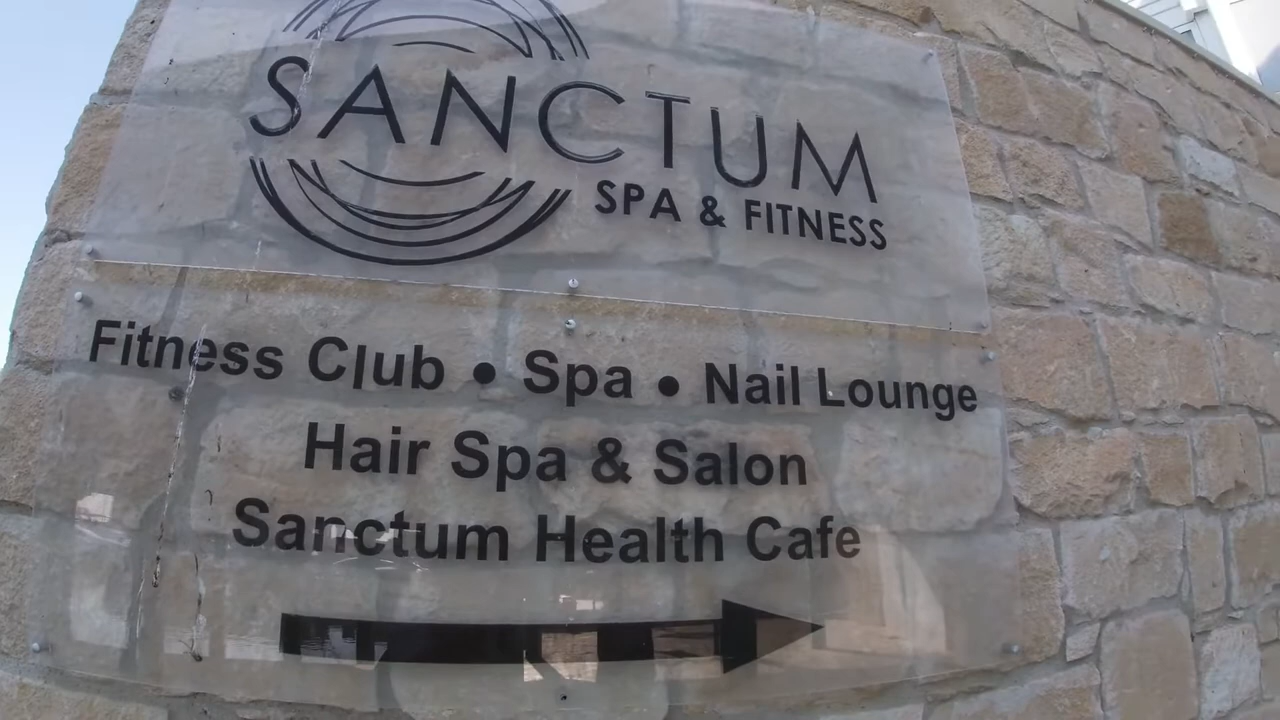 SANCTUM
SPA & FITNESS
Fitness Club • Spa • Nail Lounge
Hair Spa & Salon
Sanctum Health Cafe